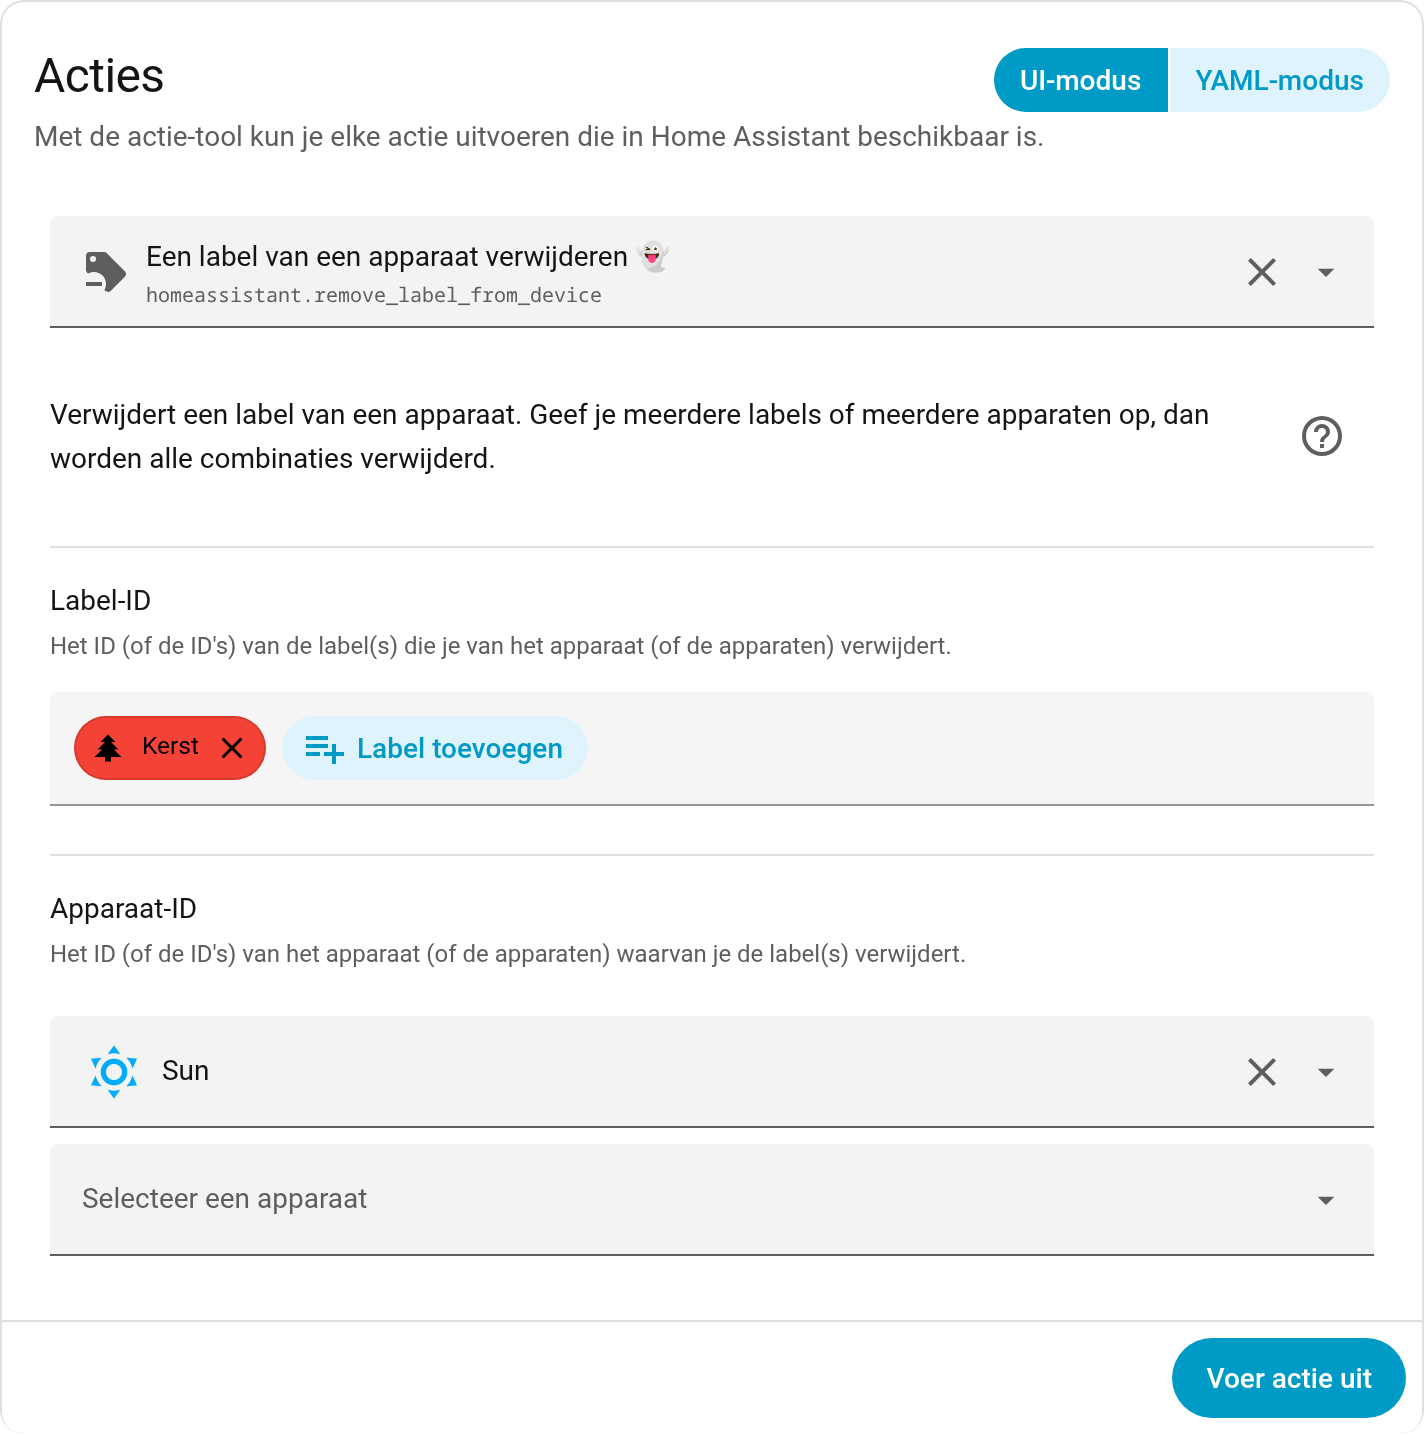 Acties
UI-modus
YAML-modus
Met de actie-tool kun je elke actie uitvoeren die in Home Assistant beschikbaar is.
Een label van een apparaat verwijderen 👻
homeassistant.remove_label_from_device
Verwijdert een label van een apparaat. Geef je meerdere labels of meerdere apparaten op, dan
worden alle combinaties verwijderd.
Label-ID
Het ID (of de ID's) van de label(s) die je van het apparaat (of de apparaten) verwijdert.
Kerst
Label toevoegen
Apparaat-ID
Het ID (of de ID's) van het apparaat (of de apparaten) waarvan je de label(s) verwijdert.
Sun
Selecteer een apparaat
Voer actie uit